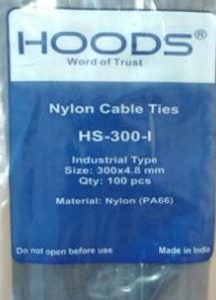 HOODS®
Word of Trust
Nylon Cable Ties
HS-300-I
Industrial Type
Size: 300x4.8 mm
Qty: 100 pcs
Material: Nylon (PA66)
Do not open before use
Made in India